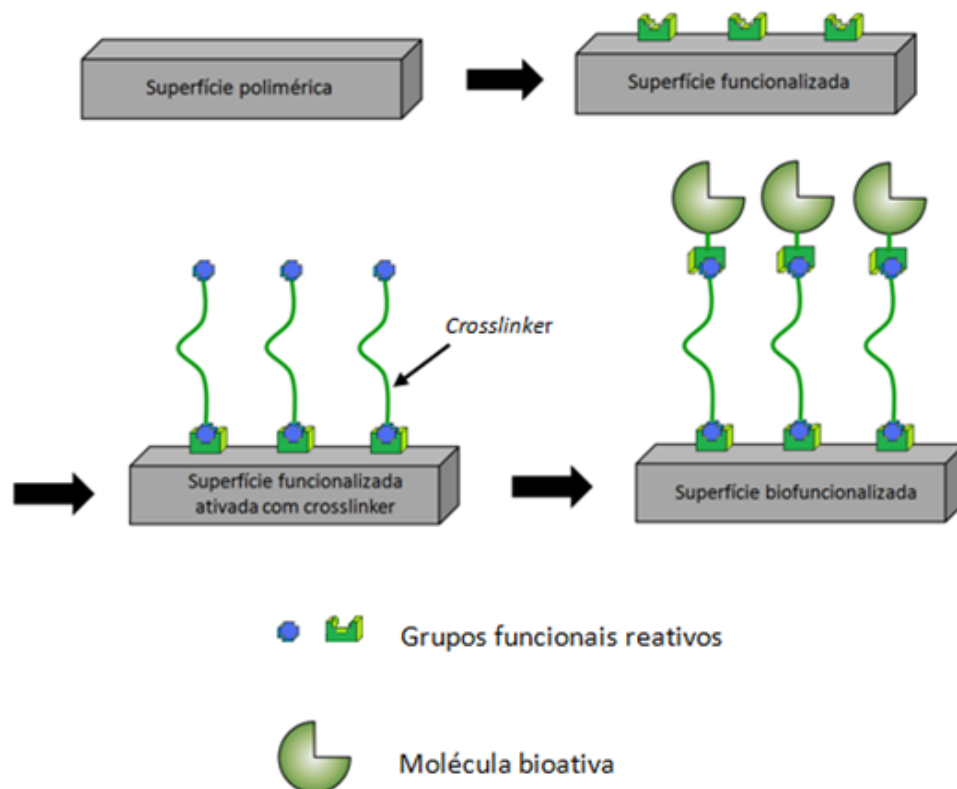 Superfície polimérica
Superfície funcionalizada
Crosslinker
Superfície funcionalizada
ativada com crosslinker
Superfície biofuncionalizada
Grupos funcionais reativos
Molécula bioativa